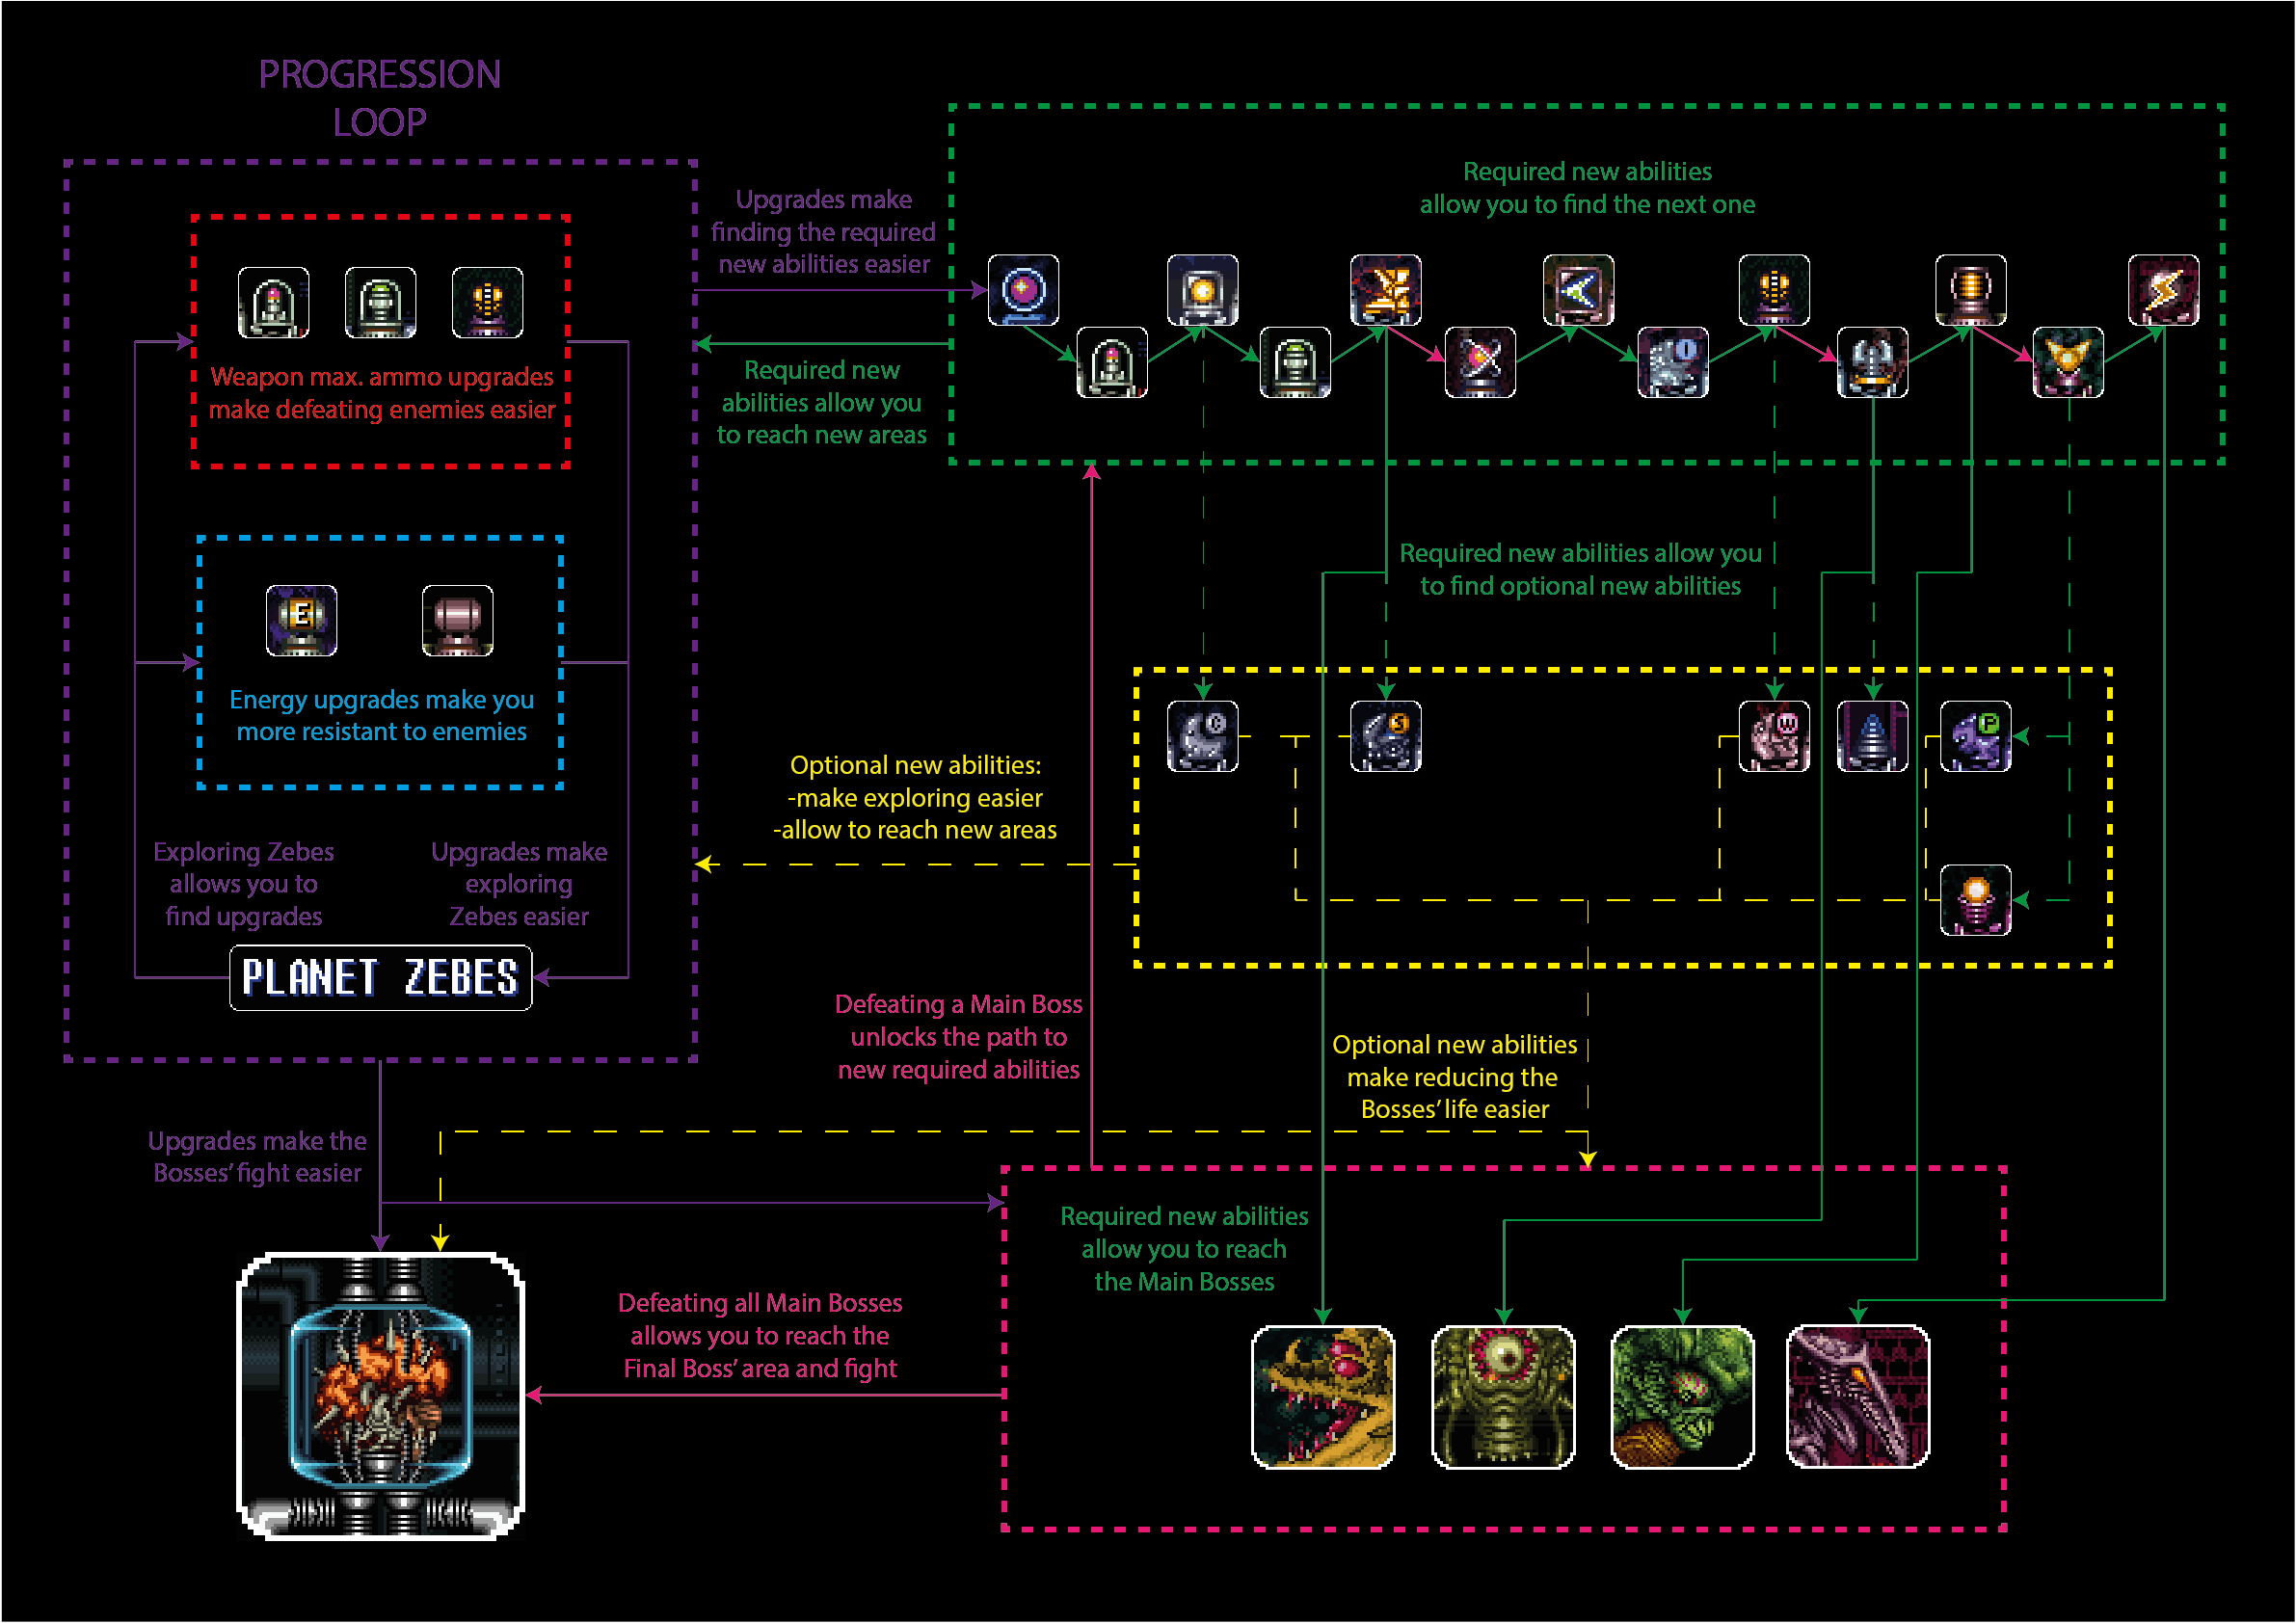 PROGRESSION
LOOP
Weapon max. ammo upgrades
make defeating enemies easier
E
Energy upgrades make you
more resistant to enemies
Exploring Zebes
allows you to
find upgrades
Upgrades make
exploring
Zebes easier
PLANET ZEBES
Upgrades make
finding the required
new abilities easier
Required new
abilities allow you
to reach new areas
Required new abilities
allow you to find the next one
I
Required new abilities allow you
to find optional new abilities
C
S
W
P
Optional new abilities:
-make exploring easier
-allow to reach new areas
Defeating a Main Boss
unlocks the path to
new required abilities
Optional new abilities
make reducing the
Bosses’ life easier
Upgrades make the
Bosses’ fight easier
Required new abilities
allow you to reach
the Main Bosses
Defeating all Main Bosses
allows you to reach the
Final Boss’ area and fight